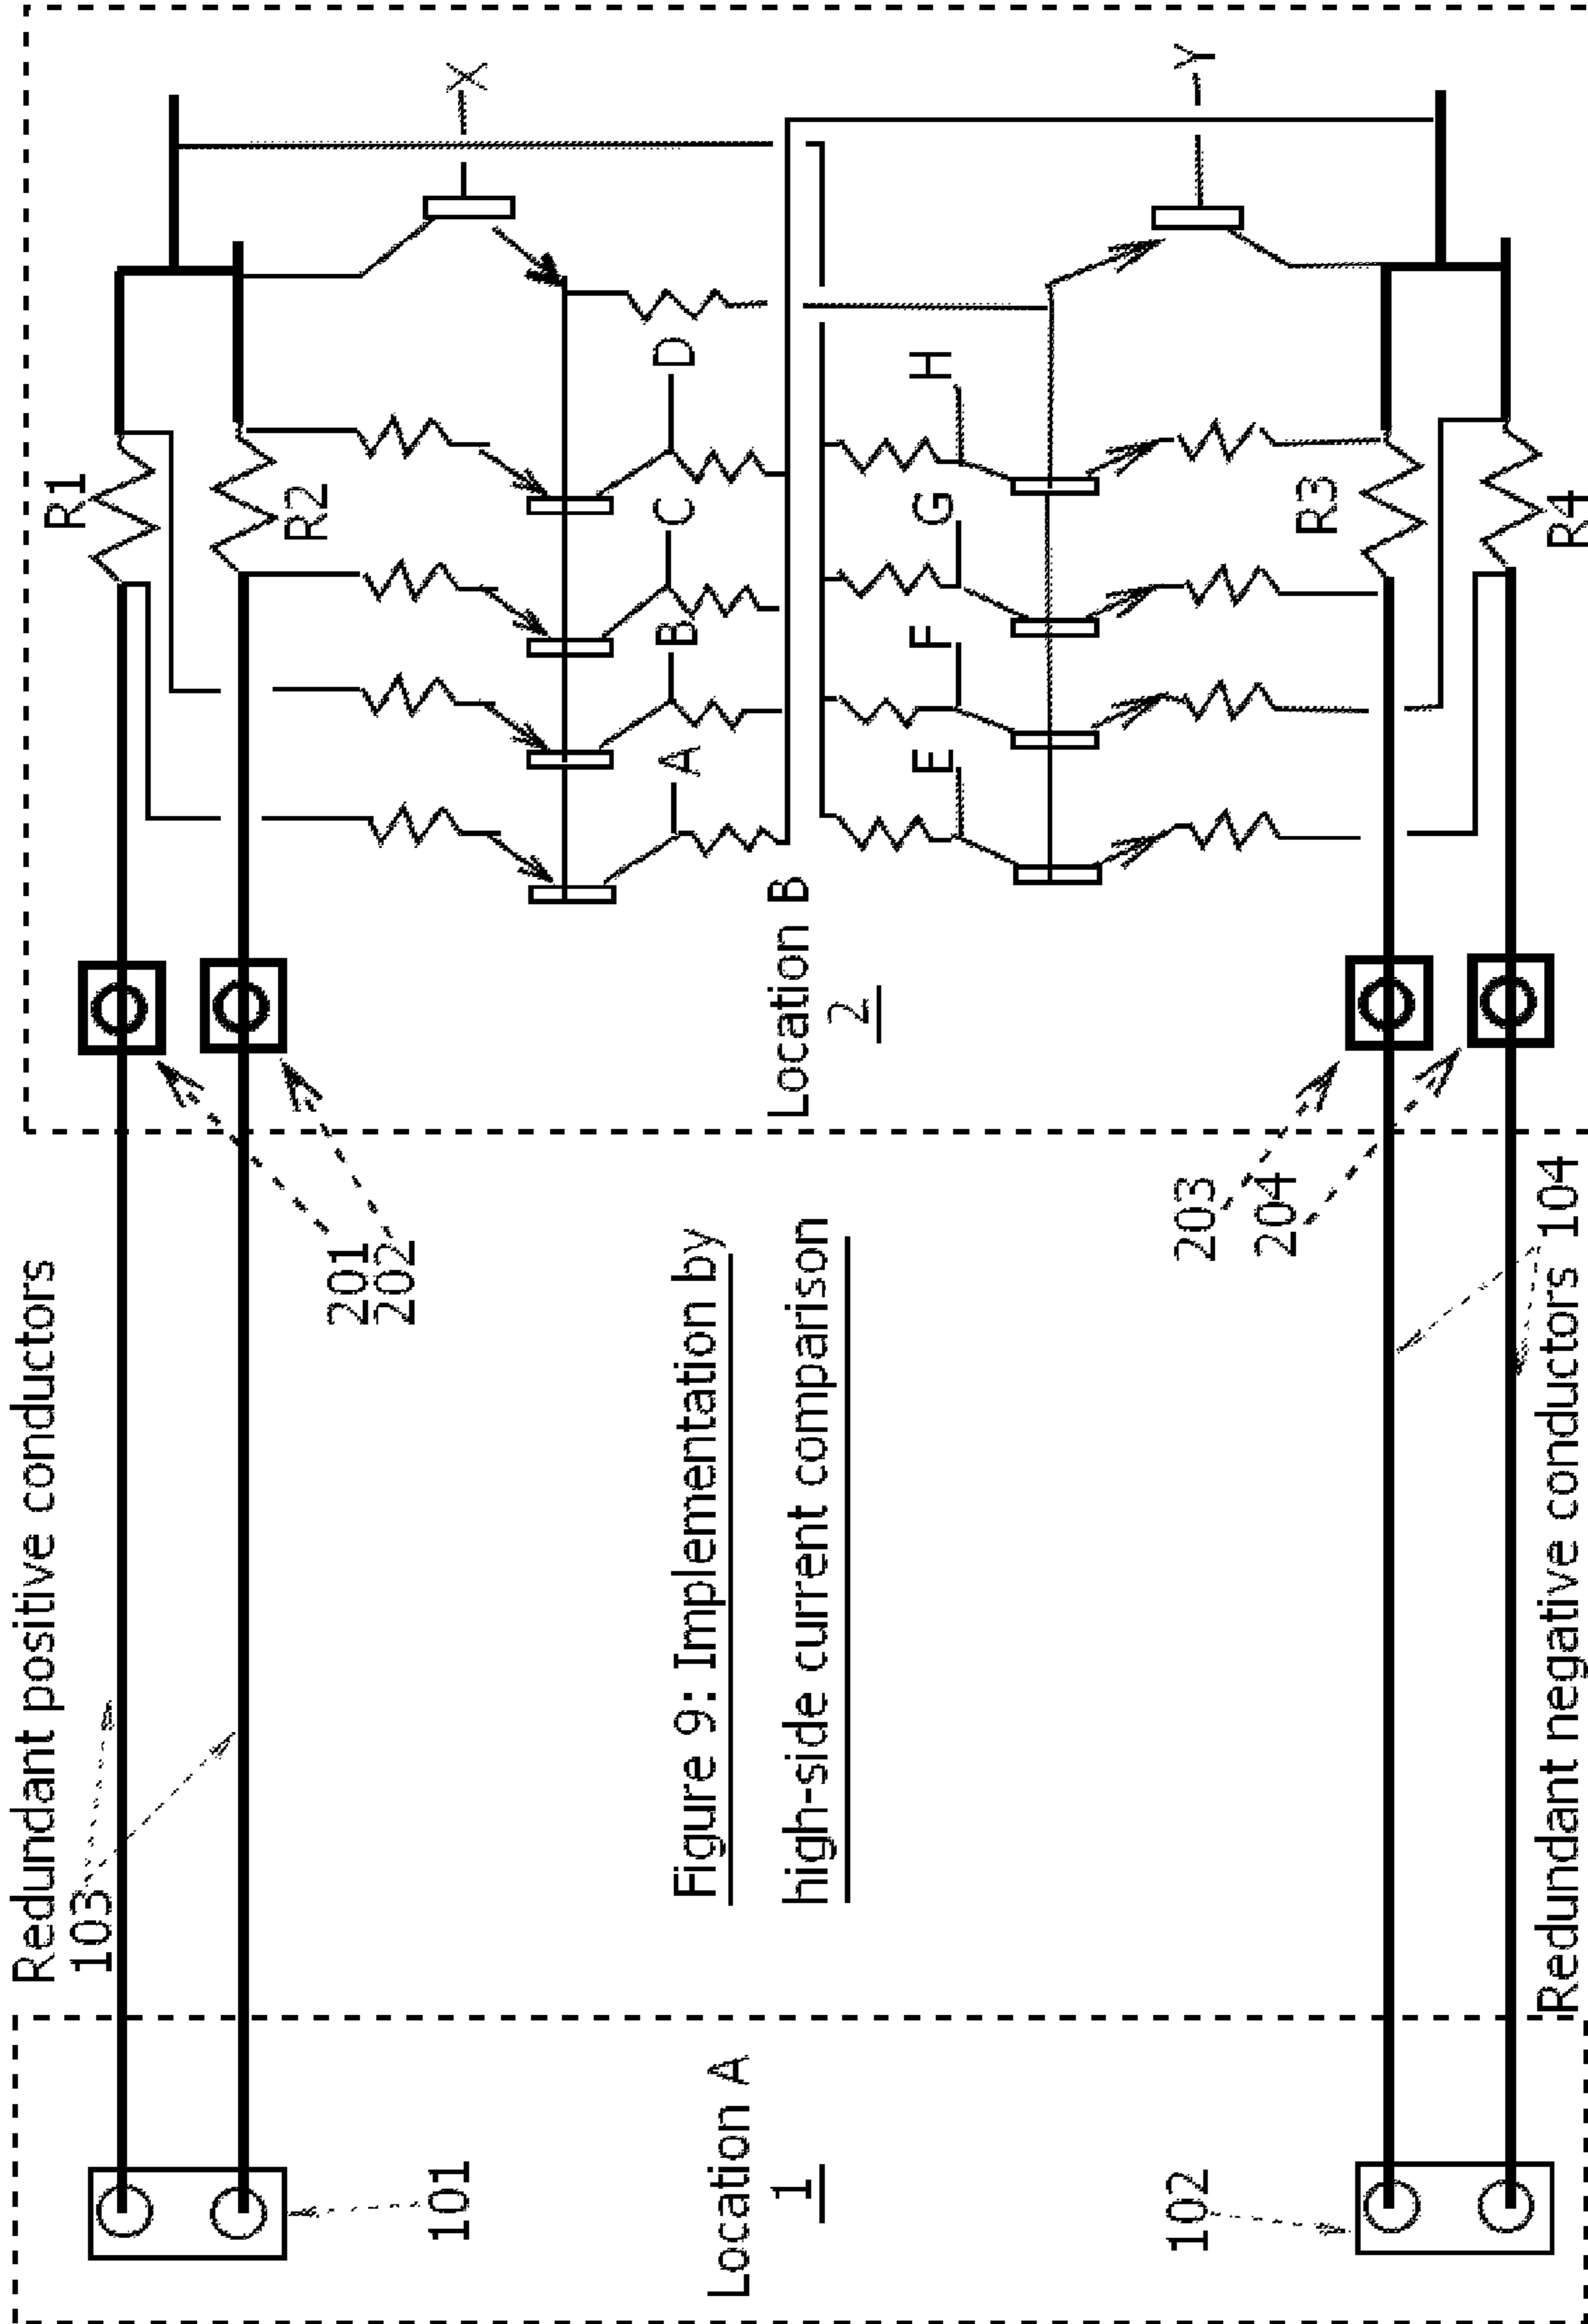 Redundant positive conductors
103
R1
R2
X
201
202
101
A
B
C
D
Location A
1
Figure 9: Implementation by
high-side current comparison
Location B
2
E
F
G
H
Y
102
203
204
R3
R4
Redundant negative conductors 104